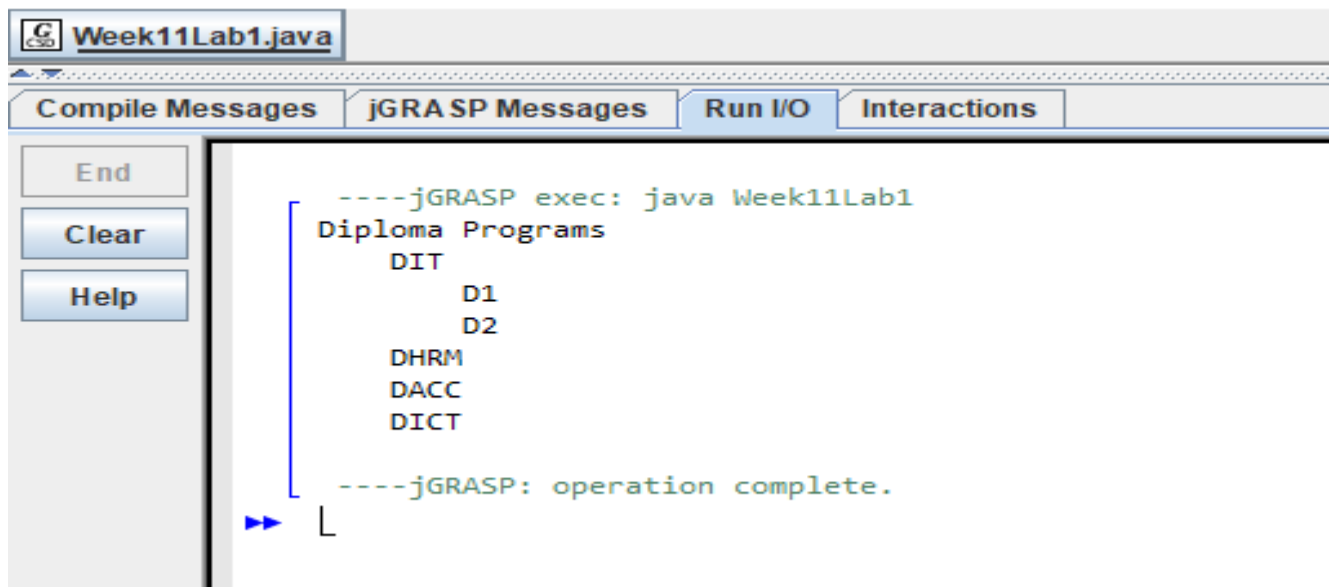 Week11Lab1.java
Compile Messages jGRASP Messages Run I/O Interactions
End
Clear
Help
----jGRASP exec: java Week11Lab1
Diploma Programs
DIT
D1
D2
DHRM
DACC
DICT
----jGRASP: operation complete.